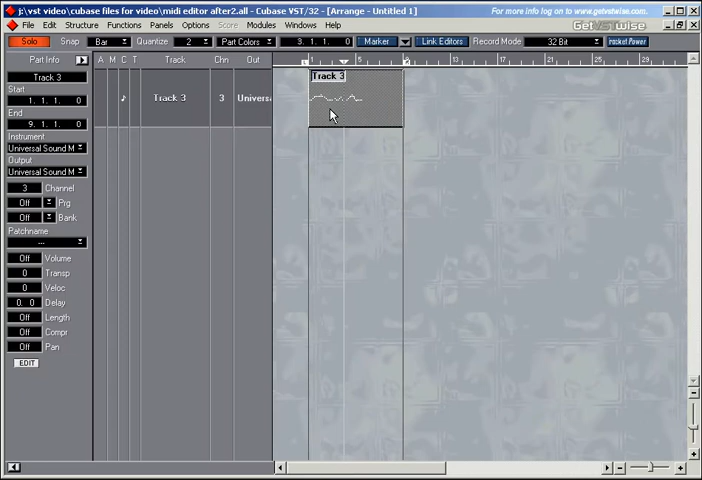 j:\vst video\cubase files for video\midi editor after2.all - Cubase VST/32 - [Arrange - Untitled 1]
For more info log on to www.getvstwise.com
File Edit Structure Functions Panels Options Score Modules Windows Help
GetVSTwise
Solo Snap Bar Quantize 2 Part Colors 3. 1. 1. 0 Marker Link Editors Record Mode 32 Bit rocket Power
Part Info A M C T Track Chn Out 1 5 9 13 17 21 25 29
Track 3
Start
1. 1. 1. 0
End
9. 1. 1. 0
Instrument
Universal Sound M
Output
Universal Sound M
3 Channel
Off Prg
Off Bank
Patchname
...
Off Volume
0 Transp
0 Veloc
0. 0 Delay
Off Length
Off Compr
Off Pan
EDIT
Track 3 3 Universa
Track 3